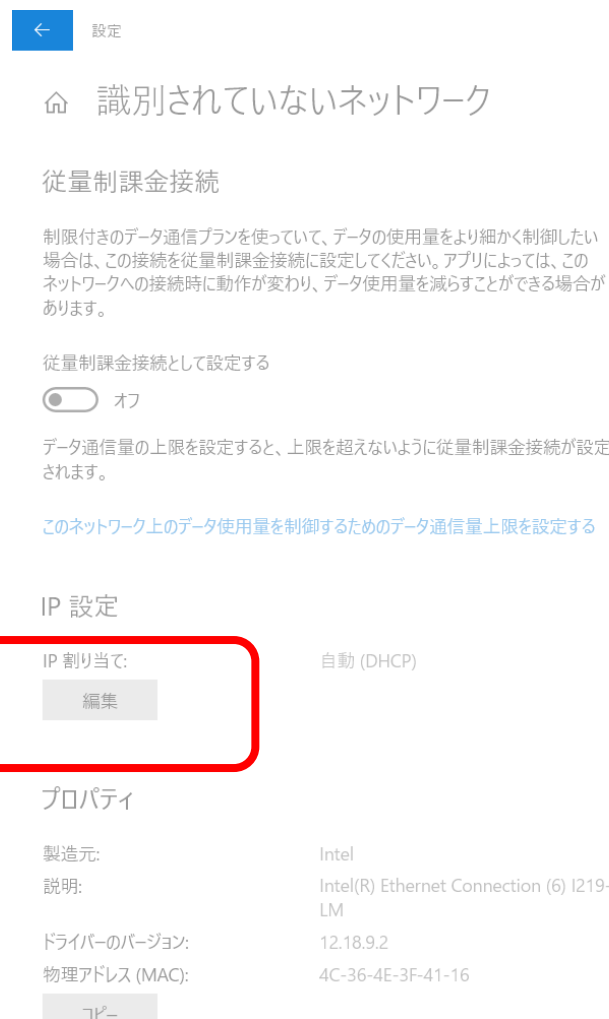 設定
識別されていないネットワーク
従量制課金接続
制限付きのデータ通信プランを使っていて、データの使用量をより細かく制御したい
場合は、この接続を従量制課金接続に設定してください。アプリによっては、この
ネットワークへの接続時に動作が変わり、データ使用量を減らすことができる場合が
あります。
従量制課金接続として設定する
オフ
データ通信量の上限を設定すると、上限を超えないように従量制課金接続が設定
されます。
このネットワーク上のデータ使用量を制御するためのデータ通信量上限を設定する
IP 設定
IP 割り当て: 自動 (DHCP)
編集
プロパティ
製造元: Intel
説明: Intel(R) Ethernet Connection (6) I219-
LM
ドライバーのバージョン: 12.18.9.2
物理アドレス (MAC): 4C-36-4E-3F-41-16
コピー